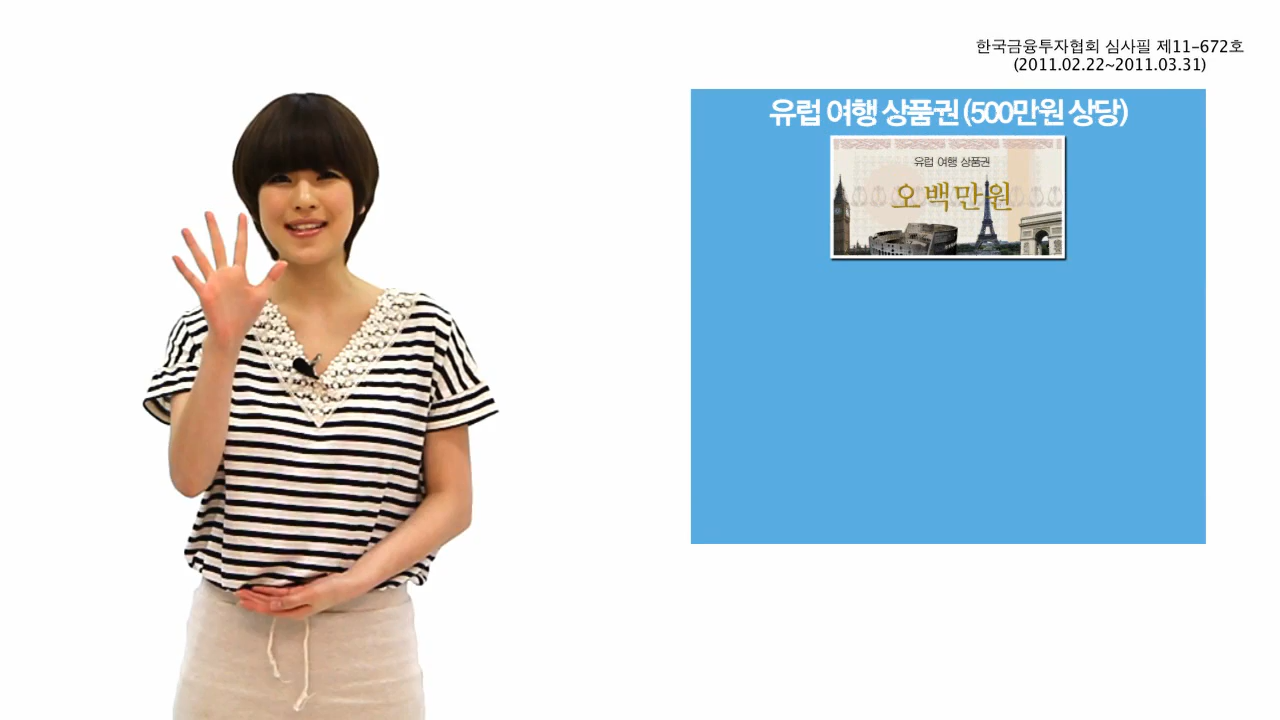 한국금융투자협회 심사필 제11-672호
(2011.02.22~2011.03.31)
유럽 여행 상품권 (500만원 상당)
유럽 여행 상품권
오백만원